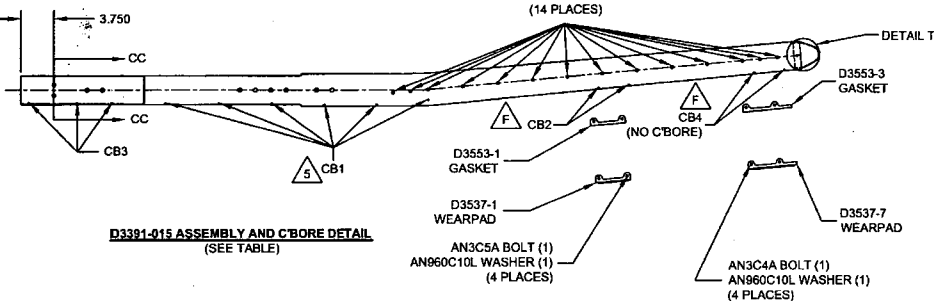 (14 PLACES)
3.750
DETAIL T
CC
D3553-3
GASKET
F
F
CB2
CB4
(NO C'BORE)
CC
CB3
5
CB1
D3553-1
GASKET
D3537-1
WEARPAD
D3537-7
WEARPAD
D3391-015 ASSEMBLY AND C'BORE DETAIL
(SEE TABLE)
AN3C5A BOLT (1)
AN960C10L WASHER (1)
(4 PLACES)
AN3C4A BOLT (1)
AN960C10L WASHER (1)
(2 PLACES)